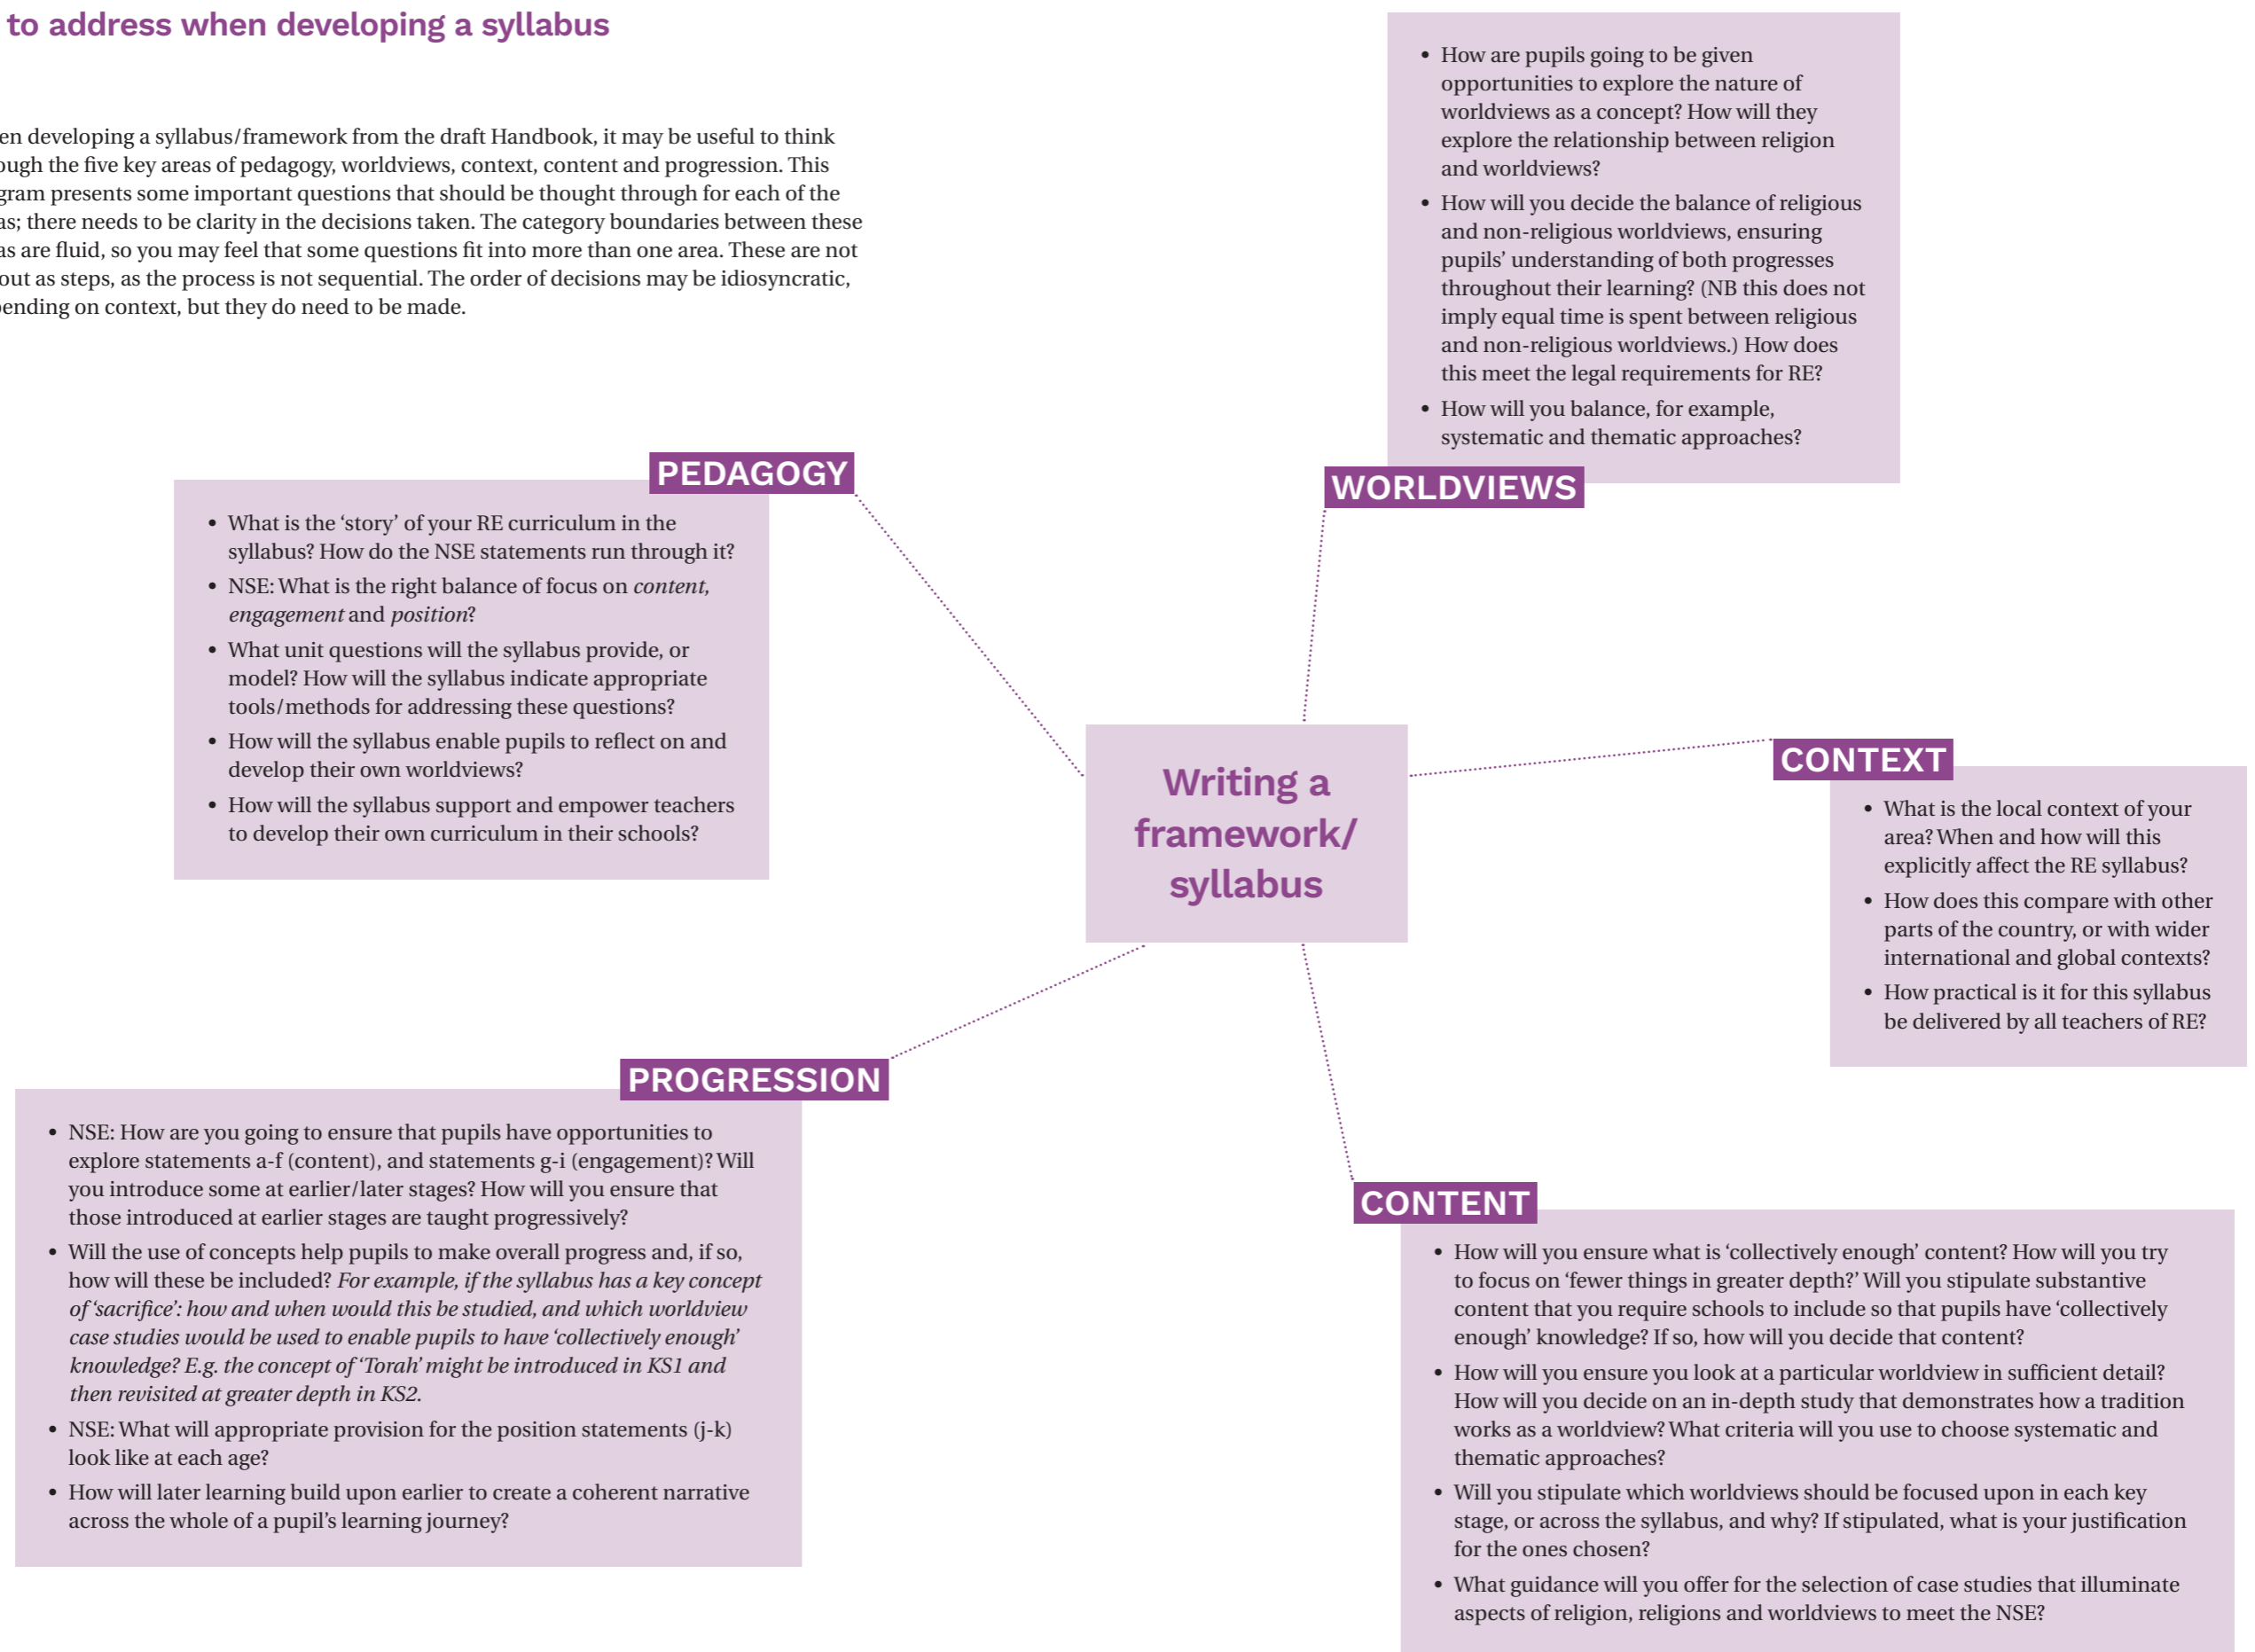 to address when developing a syllabus
en developing a syllabus/framework from the draft Handbook, it may be useful to think
ough the five key areas of pedagogy, worldviews, context, content and progression. This
gram presents some important questions that should be thought through for each of the
as; there needs to be clarity in the decisions taken. The category boundaries between these
as are fluid, so you may feel that some questions fit into more than one area. These are not
out as steps, as the process is not sequential. The order of decisions may be idiosyncratic,
ending on context, but they do need to be made.
• How are pupils going to be given
opportunities to explore the nature of
worldviews as a concept? How will they
explore the relationship between religion
and worldviews?
• How will you decide the balance of religious
and non-religious worldviews, ensuring
pupils’ understanding of both progresses
throughout their learning? (NB this does not
imply equal time is spent between religious
and non-religious worldviews.) How does
this meet the legal requirements for RE?
• How will you balance, for example,
systematic and thematic approaches?
WORLDVIEWS
PEDAGOGY
• What is the ‘story’ of your RE curriculum in the
syllabus? How do the NSE statements run through it?
• NSE: What is the right balance of focus on content,
engagement and position?
• What unit questions will the syllabus provide, or
model? How will the syllabus indicate appropriate
tools/methods for addressing these questions?
• How will the syllabus enable pupils to reflect on and
develop their own worldviews?
• How will the syllabus support and empower teachers
to develop their own curriculum in their schools?
Writing a
framework/
syllabus
CONTEXT
• What is the local context of your
area? When and how will this
explicitly affect the RE syllabus?
• How does this compare with other
parts of the country, or with wider
international and global contexts?
• How practical is it for this syllabus
be delivered by all teachers of RE?
PROGRESSION
• NSE: How are you going to ensure that pupils have opportunities to
explore statements a-f (content), and statements g-i (engagement)? Will
you introduce some at earlier/later stages? How will you ensure that
those introduced at earlier stages are taught progressively?
• Will the use of concepts help pupils to make overall progress and, if so,
how will these be included? For example, if the syllabus has a key concept
of ‘sacrifice’: how and when would this be studied, and which worldview
case studies would be used to enable pupils to have ‘collectively enough’
knowledge? E.g. the concept of ‘Torah’ might be introduced in KS1 and
then revisited at greater depth in KS2.
• NSE: What will appropriate provision for the position statements (j-k)
look like at each age?
• How will later learning build upon earlier to create a coherent narrative
across the whole of a pupil’s learning journey?
CONTENT
• How will you ensure what is ‘collectively enough’ content? How will you try
to focus on ‘fewer things in greater depth?’ Will you stipulate substantive
content that you require schools to include so that pupils have ‘collectively
enough’ knowledge? If so, how will you decide that content?
• How will you ensure you look at a particular worldview in sufficient detail?
How will you decide on an in-depth study that demonstrates how a tradition
works as a worldview? What criteria will you use to choose systematic and
thematic approaches?
• Will you stipulate which worldviews should be focused upon in each key
stage, or across the syllabus, and why? If stipulated, what is your justification
for the ones chosen?
• What guidance will you offer for the selection of case studies that illuminate
aspects of religion, religions and worldviews to meet the NSE?